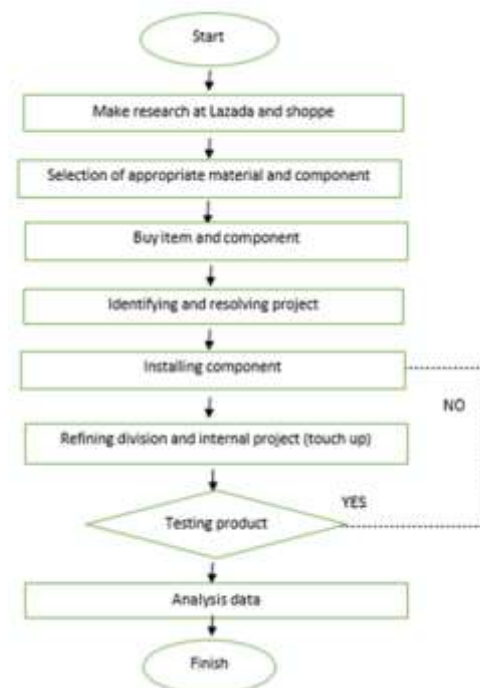 Start
Make research at Lazada and shoppe
Selection of appropriate material and component
Buy item and component
Identifying and resolving project
Installing component
NO
Refining division and internal project (touch up)
YES
Testing product
Analysis data
Finish